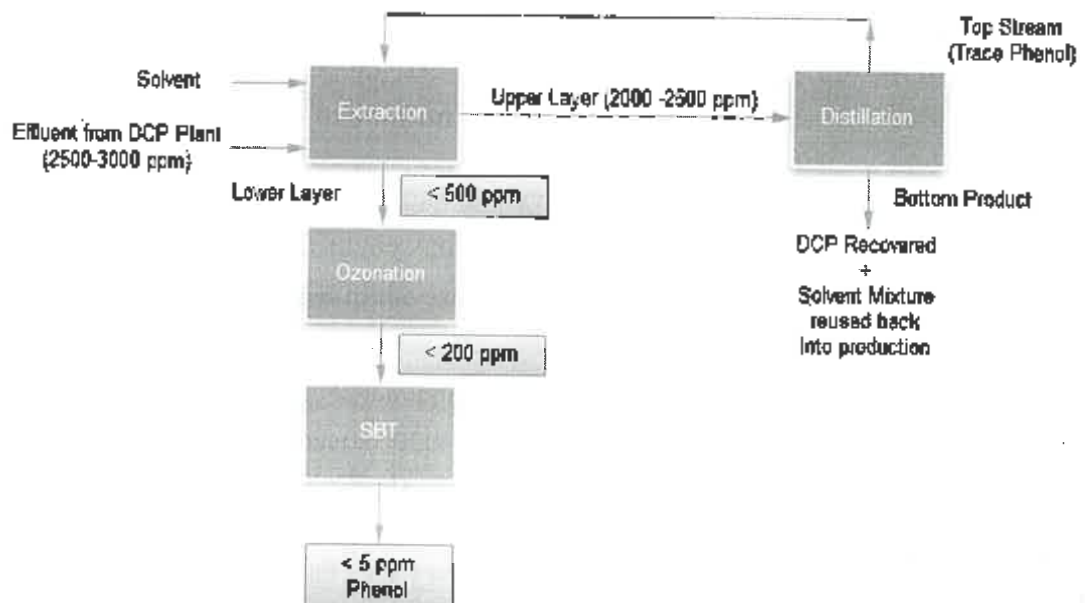 Top Stream
(Trace Phenol)
Solvent
Extraction
Upper Layer (2000 -2500 ppm)
Distillation
Effluent from DCP Plant
(2500-3000 ppm)
Lower Layer
< 500 ppm
Bottom Product
Ozonation
DCP Recovered
+
Solvent Mixture
reused back
Into production
< 200 ppm
SBT
< 5 ppm
Phenol